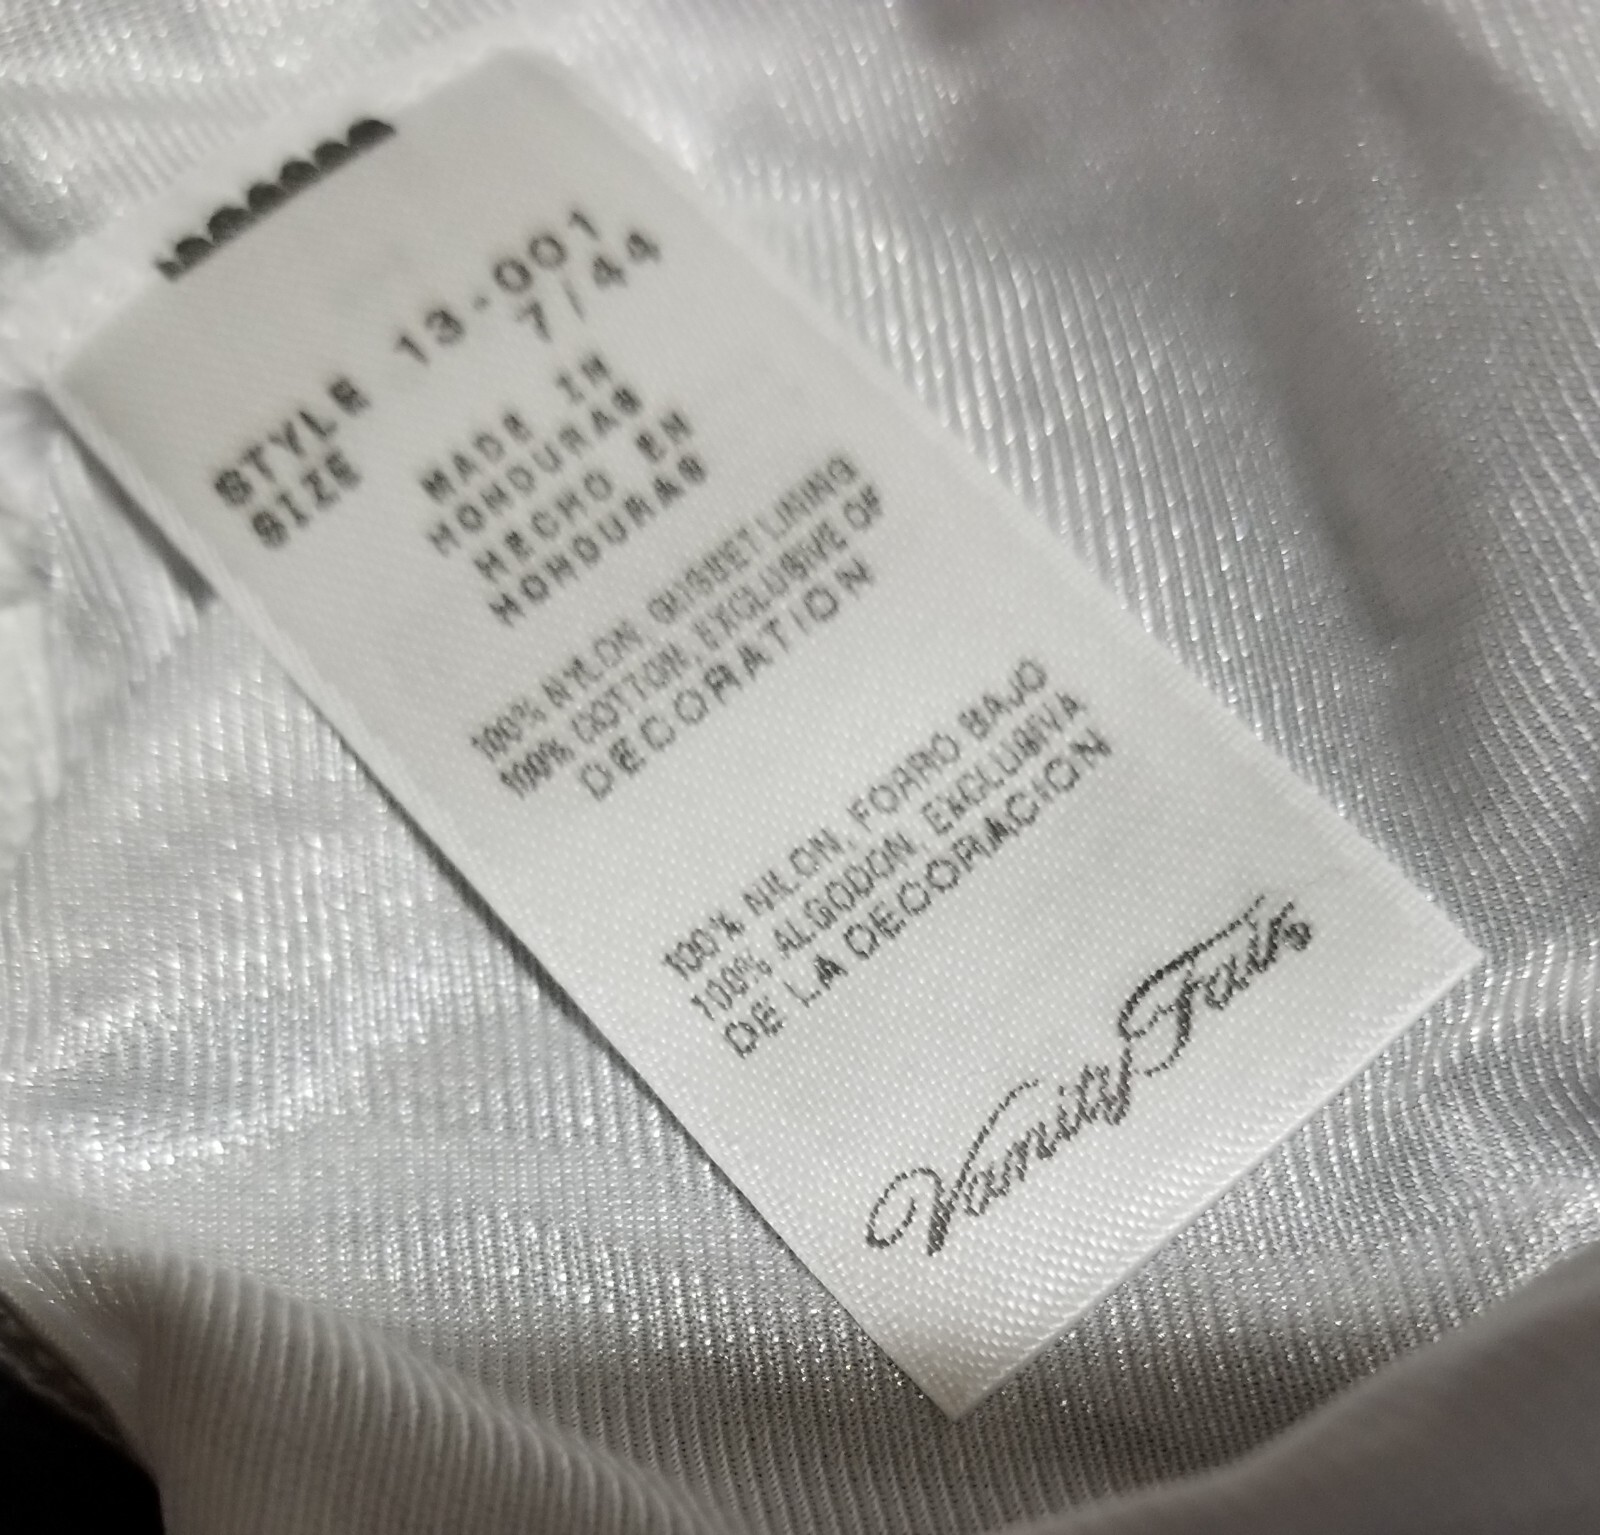 STYLE 13-001
SIZE 7/44
MADE IN
HONDURAS
HECHO EN
HONDURAS
100% NYLON, GUSSET LINING
100% COTTON, EXCLUSIVE OF
DECORATION
100% NILON, FORRO BAJO
100% ALGODON, EXCLUSIVA
DE LA DECORACION
Vanity Fair